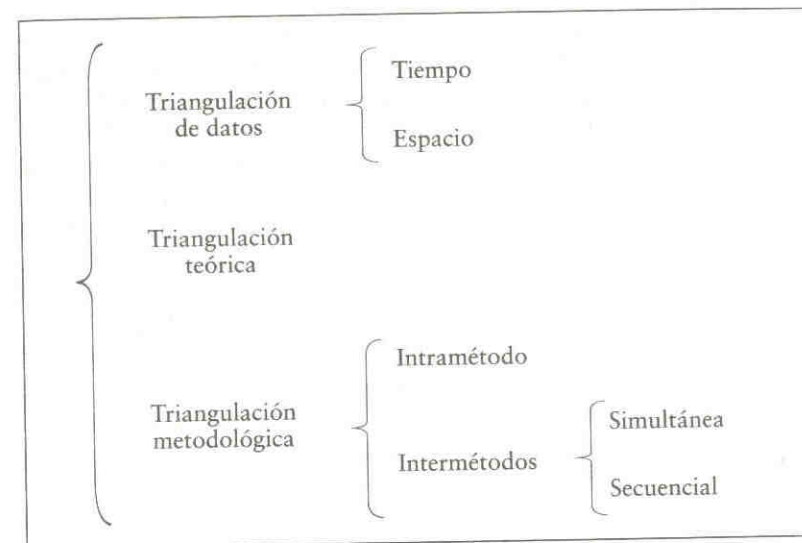 Triangulación
de datos
Tiempo
Espacio
Triangulación
teórica
Triangulación
metodológica
Intramétodo
Intermétodos
Simultánea
Secuencial